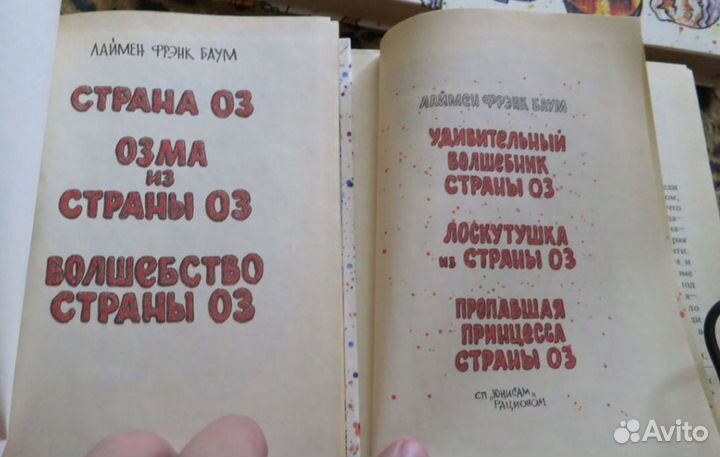 ЛАЙМЕН ФРЭНК БАУМ
СТРАНА ОЗ
ОЗМА
ИЗ
СТРАНЫ ОЗ
ВОЛШЕБСТВО
СТРАНЫ ОЗ
ЛАЙМЕН ФРЭНК БАУМ
УДИВИТЕЛЬНЫЙ
ВОЛШЕБНИК
СТРАНЫ ОЗ
ЛОСКУТУШКА
ИЗ СТРАНЫ ОЗ
ПРОПАВШАЯ
ПРИНЦЕССА
СТРАНЫ ОЗ
СП „ЮНИСАМ"
РАЦИОНОМ
Avito